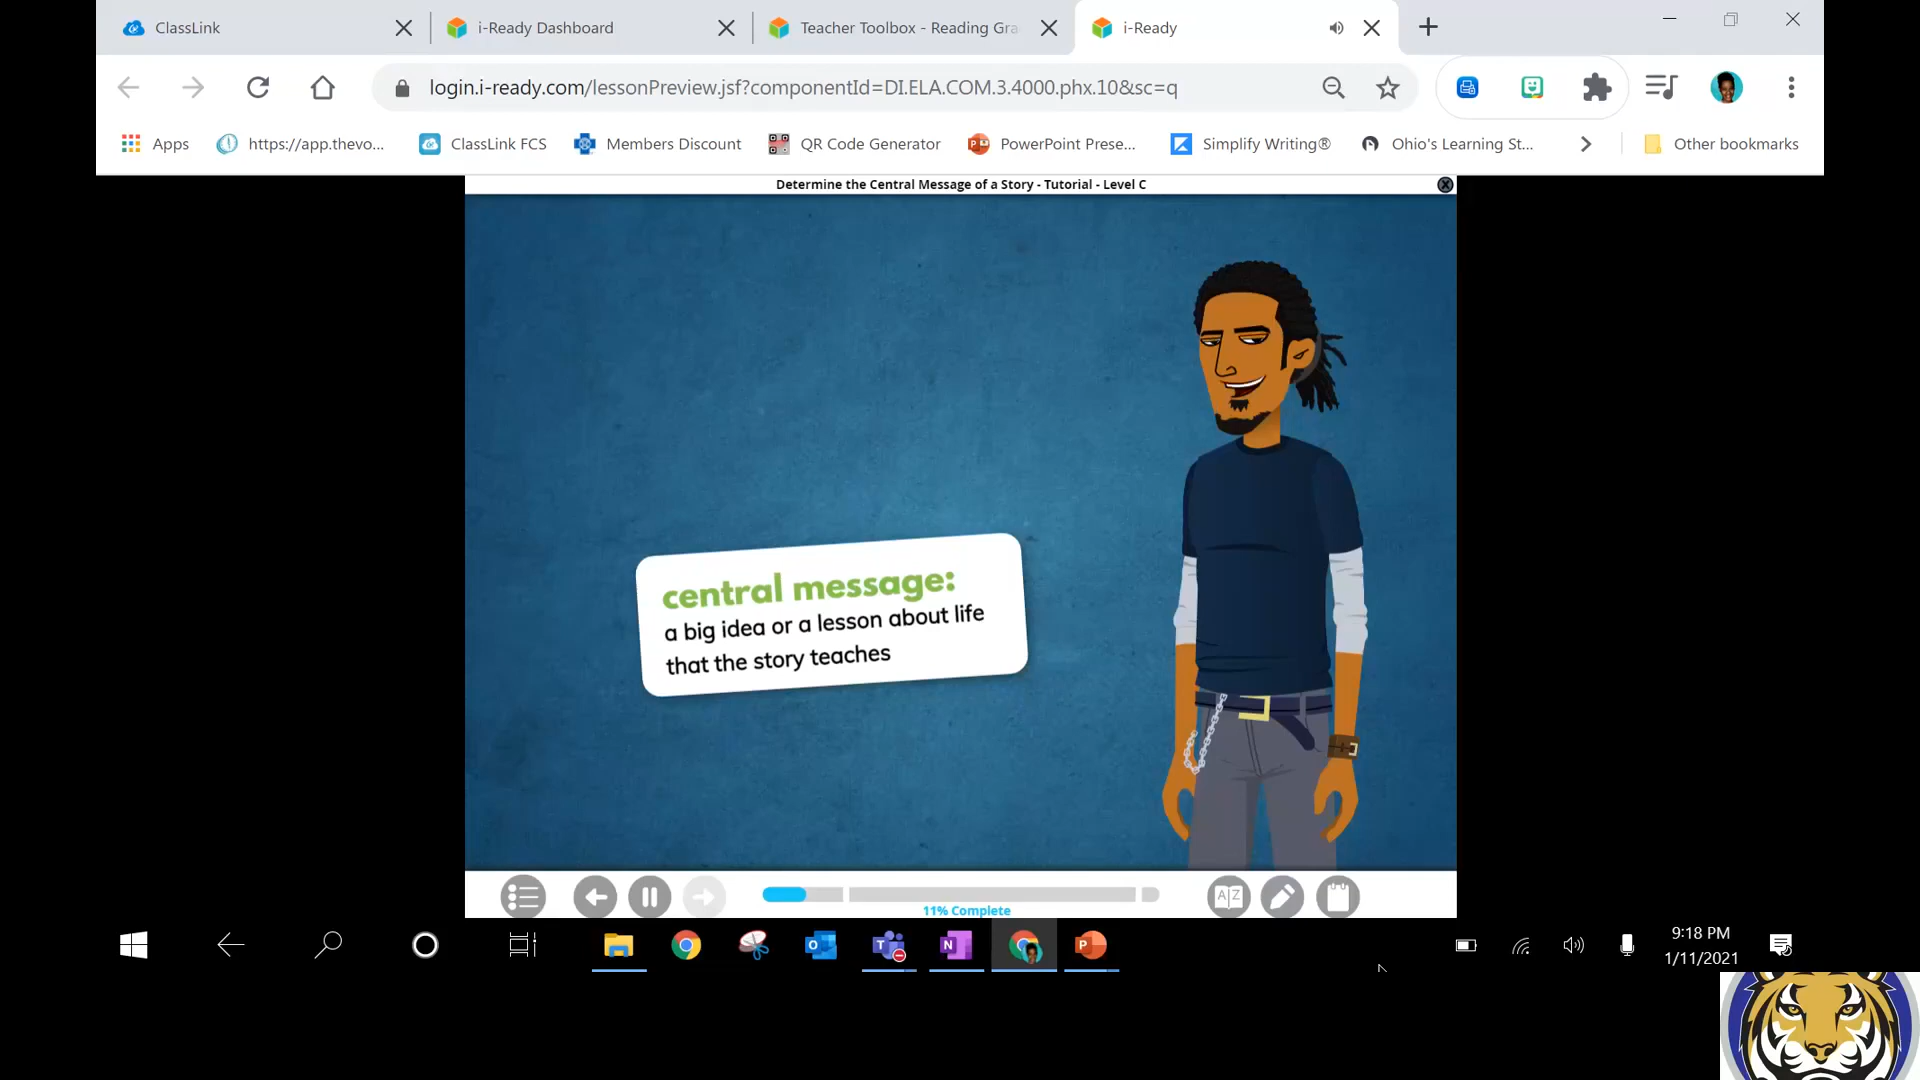 ClassLink
i-Ready Dashboard
Teacher Toolbox - Reading Gra
i-Ready
login.i-ready.com/lessonPreview.jsf?componentId=DI.ELA.COM.3.4000.phx.10&sc=q
Apps
https://app.thevo...
ClassLink FCS
Members Discount
QR Code Generator
PowerPoint Prese...
Simplify Writing®
Ohio's Learning St...
Other bookmarks
Determine the Central Message of a Story - Tutorial - Level C
central message:
a big idea or a lesson about life
that the story teaches
A Z
11% Complete
9:18 PM
1/11/2021